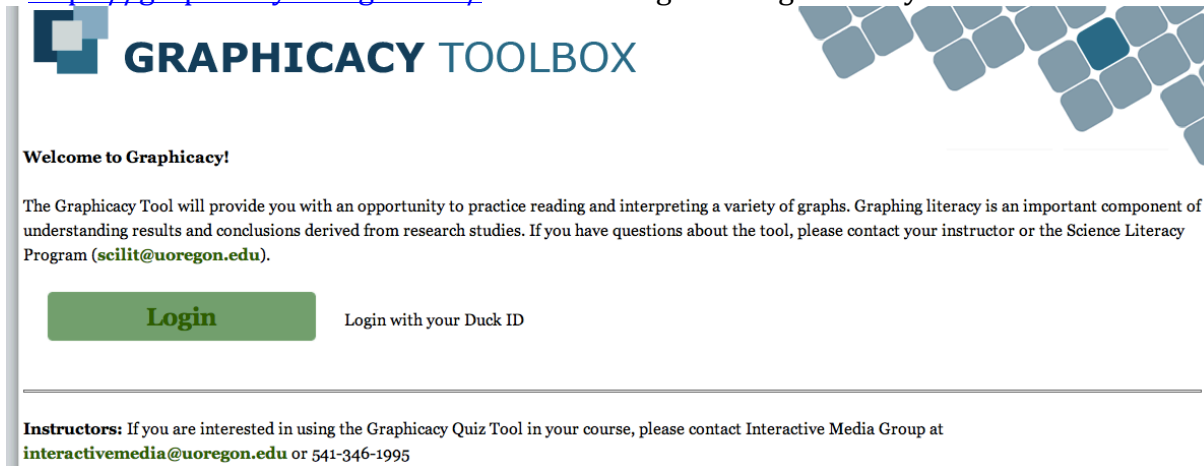 GRAPHICACY TOOLBOX
Welcome to Graphicacy!
The Graphicacy Tool will provide you with an opportunity to practice reading and interpreting a variety of graphs. Graphing literacy is an important component of
understanding results and conclusions derived from research studies. If you have questions about the tool, please contact your instructor or the Science Literacy
Program (scilit@uoregon.edu).
Login
Login with your Duck ID
Instructors: If you are interested in using the Graphicacy Quiz Tool in your course, please contact Interactive Media Group at
interactivemedia@uoregon.edu or 541-346-1995